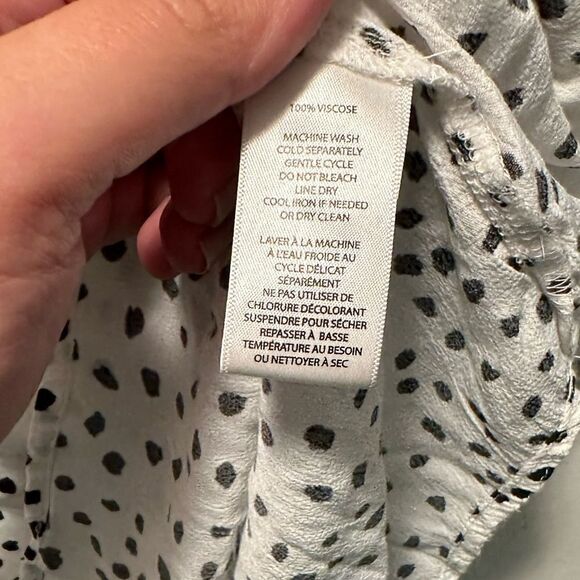 100% VISCOSE
MACHINE WASH
COLD SEPARATELY
GENTLE CYCLE
DO NOT BLEACH
LINE DRY
COOL IRON IF NEEDED
OR DRY CLEAN
LAVER À LA MACHINE
À L'EAU FROIDE AU
CYCLE DÉLICAT
SÉPARÉMENT
NE PAS UTILISER DE
CHLORURE DÉCOLORANT
SUSPENDRE POUR SÉCHER
REPASSER À BASSE
TEMPÉRATURE AU BESOIN
OU NETTOYER À SEC